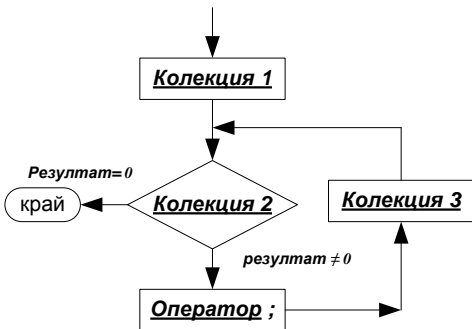 Колекция 1
Резултат=0
край
Колекция 2
Колекция 3
резултат ≠ 0
Оператор ;